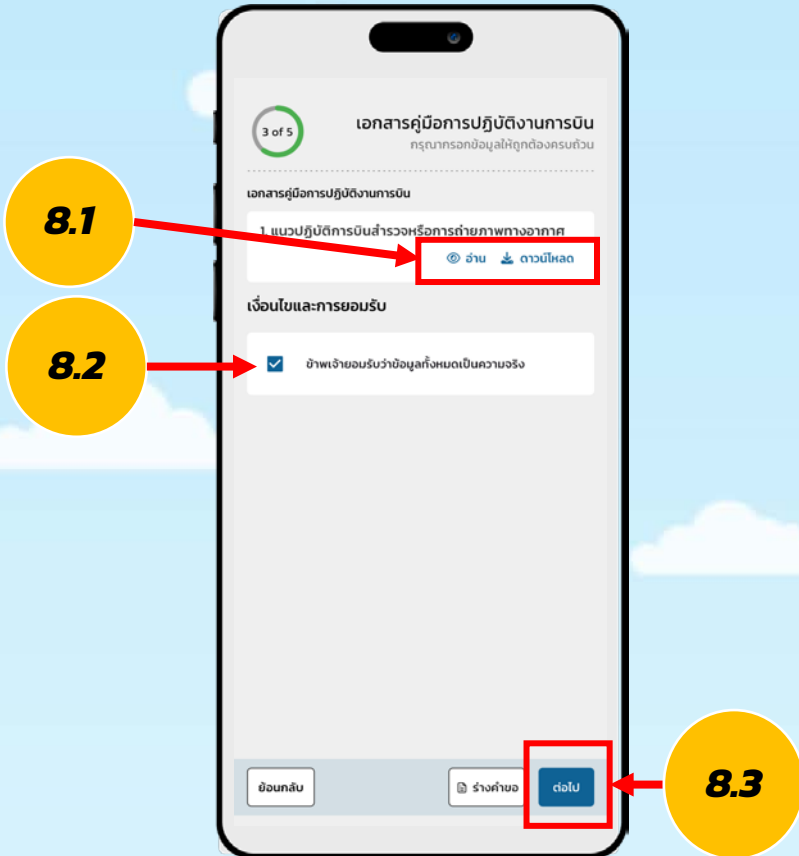 3 of 5
เอกสารคู่มือการปฏิบัติงานการบิน
กรุณากรอกข้อมูลให้ถูกต้องครบถ้วน
เอกสารคู่มือการปฏิบัติงานการบิน
8.1
1. แนวปฏิบัติการบินสำรวจหรือการถ่ายภาพทางอากาศ
อ่าน ดาวน์โหลด
เงื่อนไขและการยอมรับ
8.2
ข้าพเจ้ายอมรับว่าข้อมูลทั้งหมดเป็นความจริง
ย้อนกลับ ร่างคำขอ ต่อไป
8.3